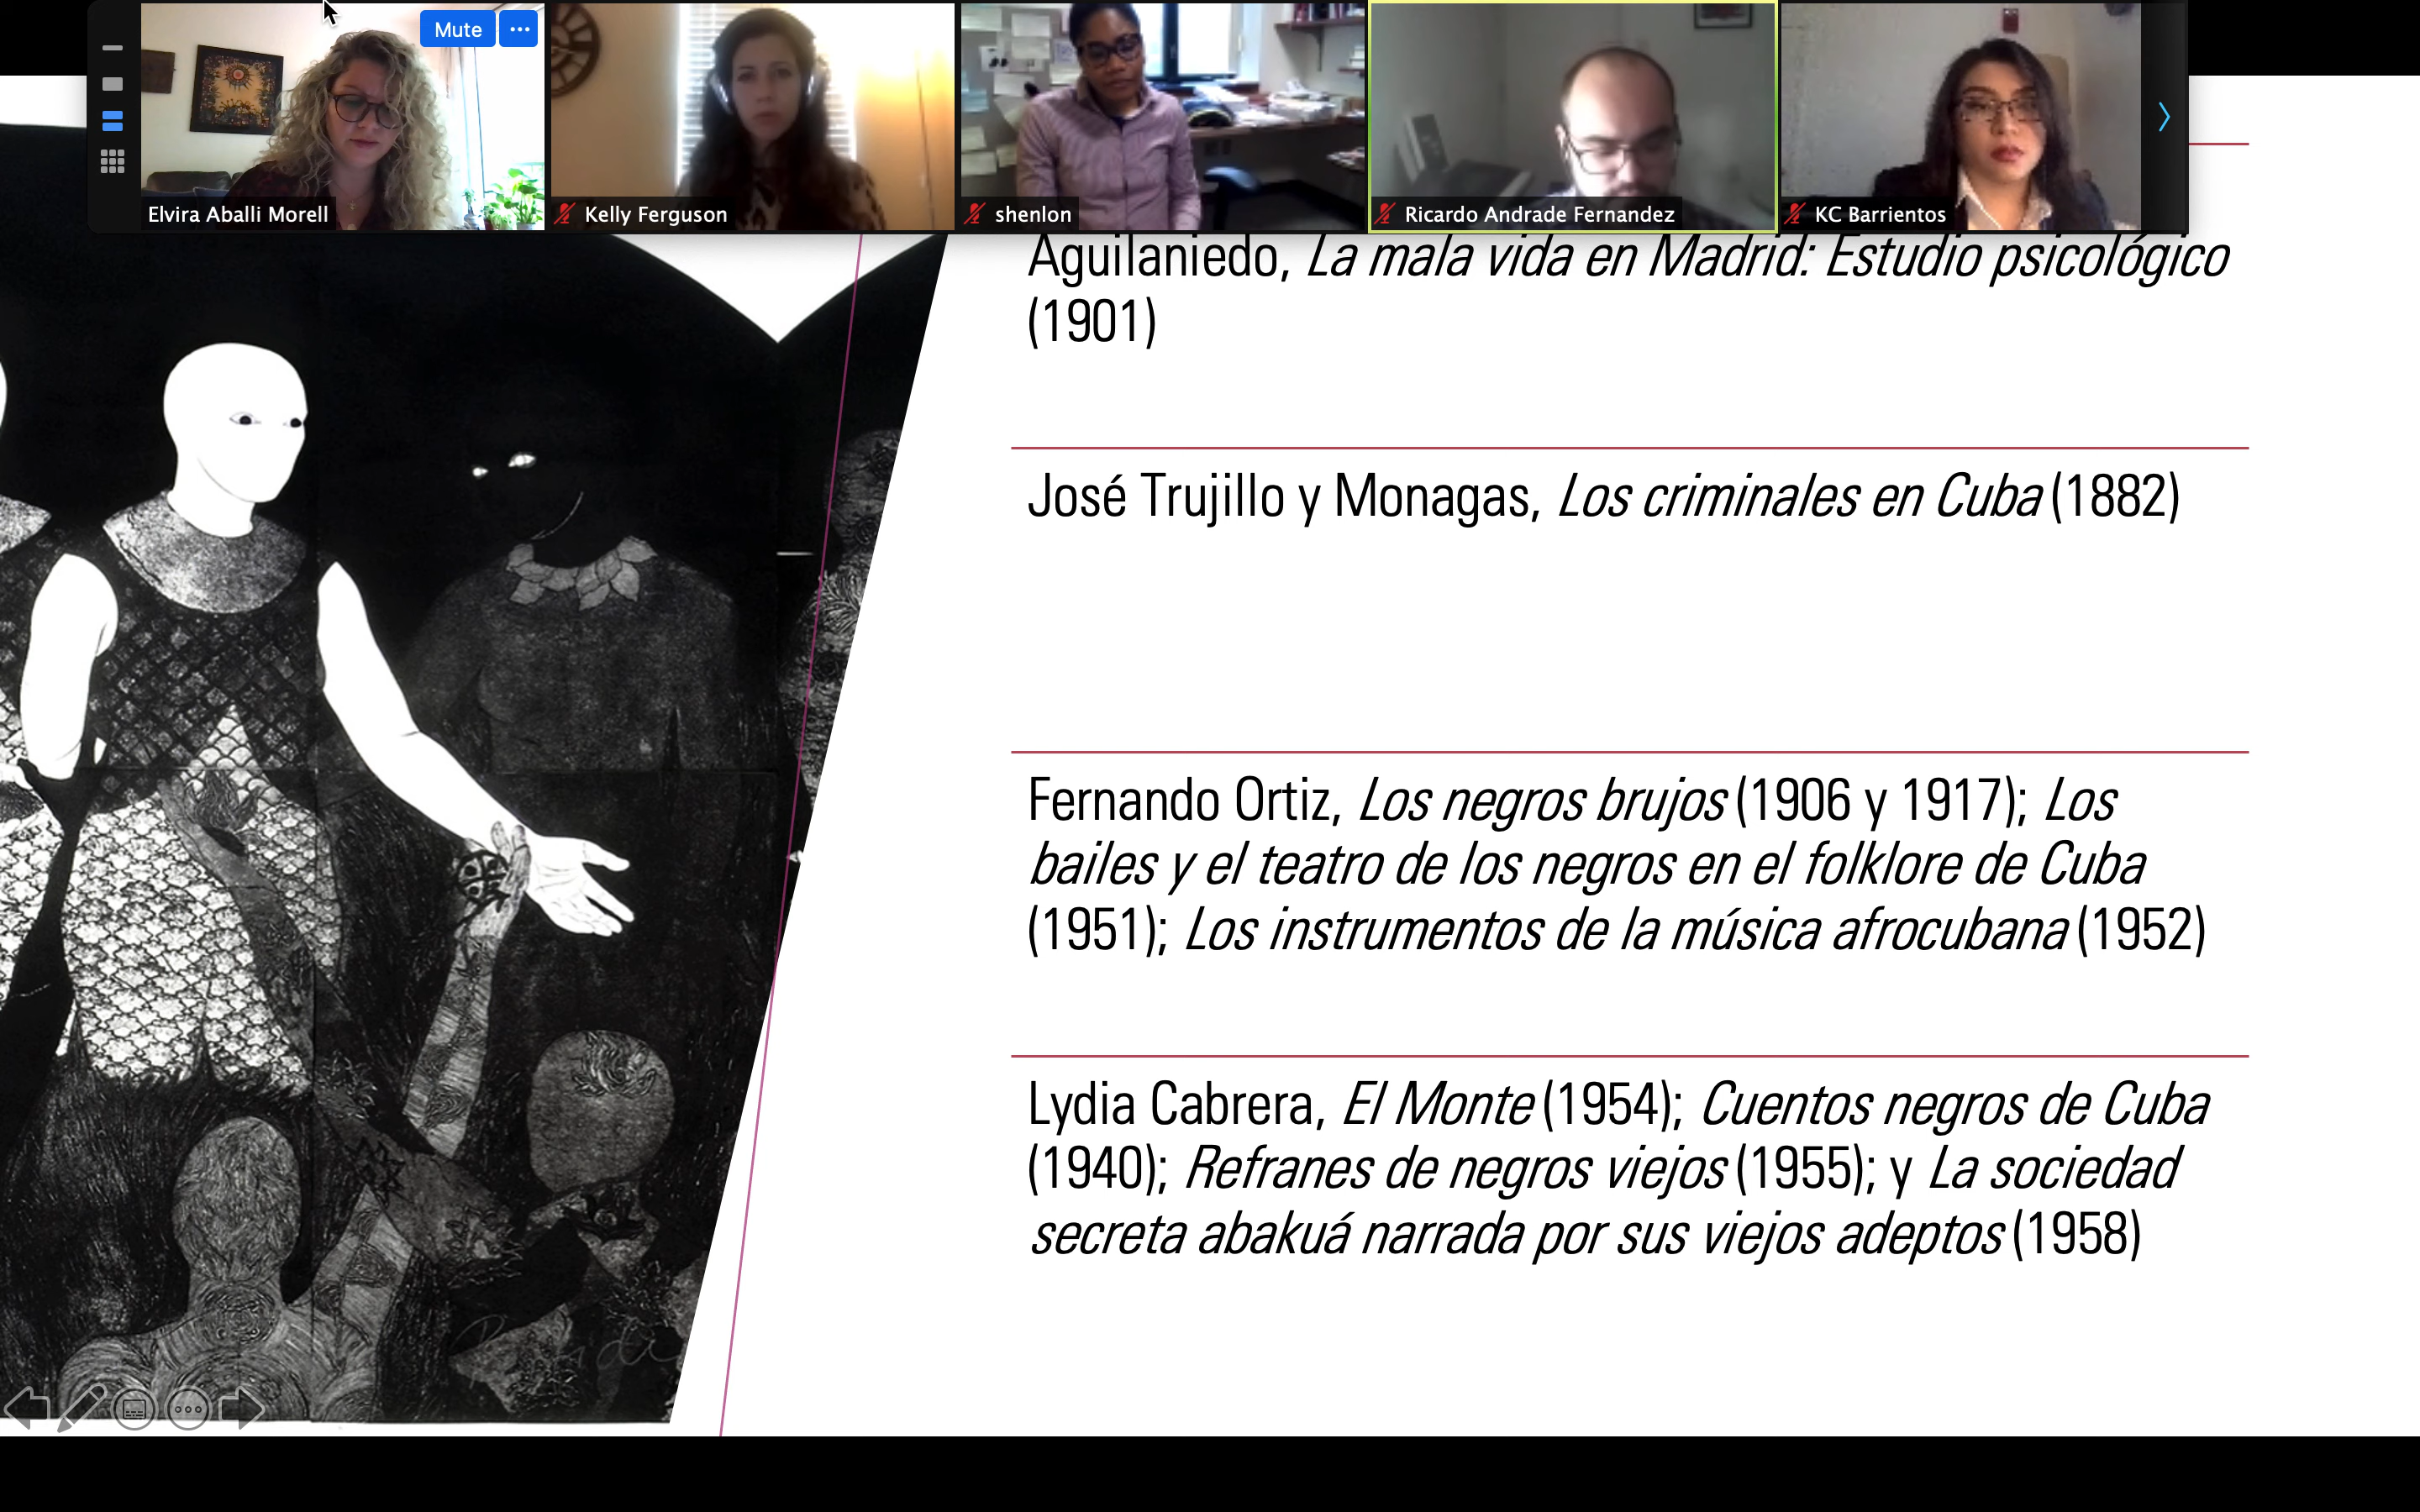 Mute
Elvira Aballi Morell
Kelly Ferguson
shenlon
Ricardo Andrade Fernandez
KC Barrientos
Aguilaniedo, La mala vida en Madrid: Estudio psicológico
(1901)
José Trujillo y Monagas, Los criminales en Cuba (1882)
Fernando Ortiz, Los negros brujos (1906 y 1917); Los
bailes y el teatro de los negros en el folklore de Cuba
(1951); Los instrumentos de la música afrocubana (1952)
Lydia Cabrera, El Monte (1954); Cuentos negros de Cuba
(1940); Refranes de negros viejos (1955); y La sociedad
secreta abakuá narrada por sus viejos adeptos (1958)